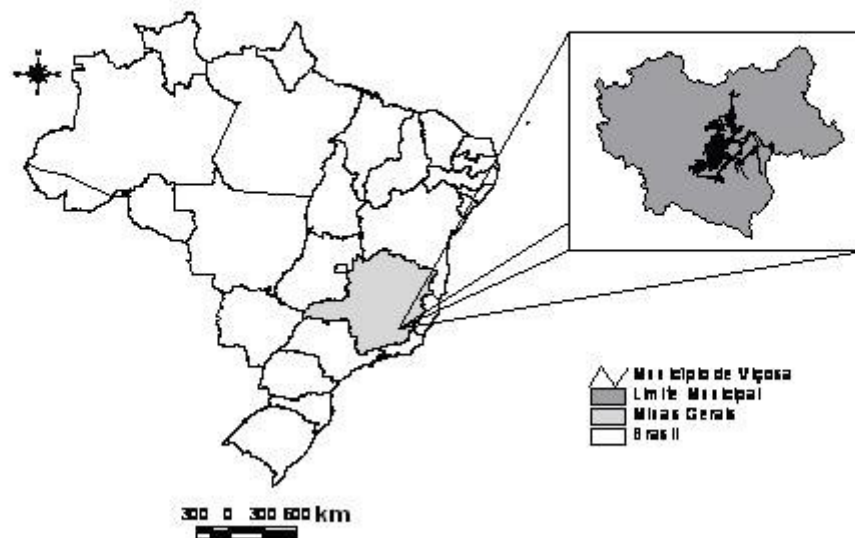 Município de Viçosa
Limite Municipal
Minas Gerais
Brasil
300 0 300 600 km